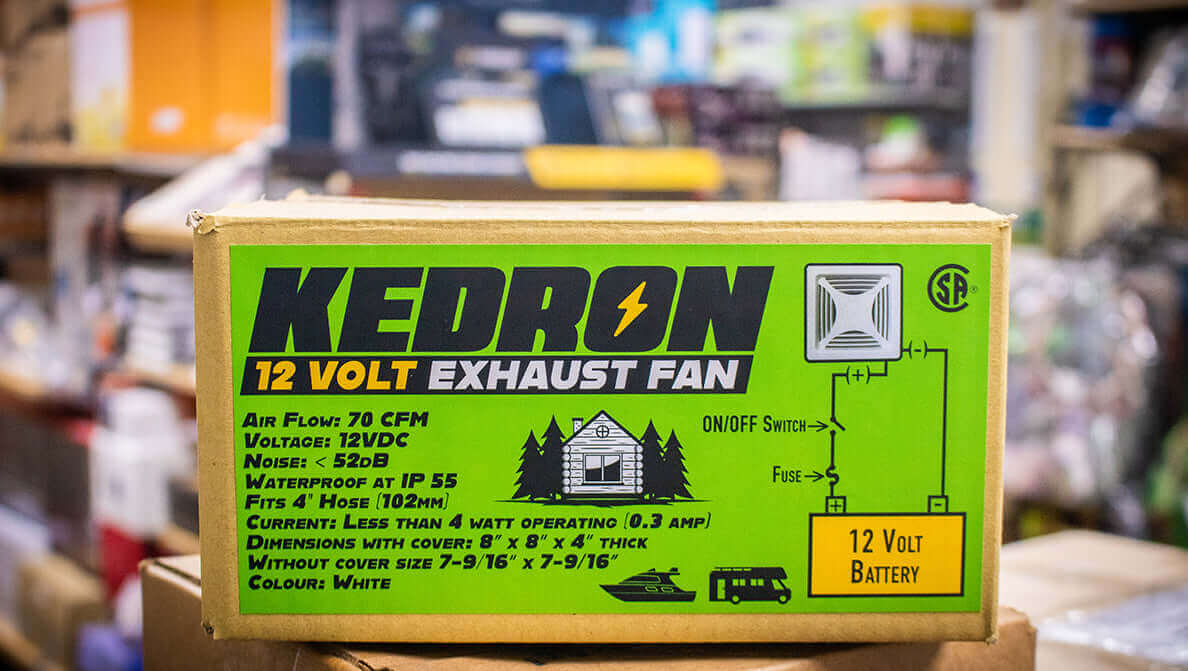 KEDRON
12 VOLT EXHAUST FAN
AIR FLOW: 70 CFM
VOLTAGE: 12VDC
NOISE: < 52DB
WATERPROOF AT IP 55
FITS 4" HOSE (102MM)
CURRENT: LESS THAN 4 WATT OPERATING (0.3 AMP)
DIMENSIONS WITH COVER: 8" X 8" X 4" THICK
WITHOUT COVER SIZE 7-9/16" X 7-9/16"
COLOUR: WHITE
CSA®
(-)
(+)
ON/OFF SWITCH
FUSE
+ -
12 VOLT
BATTERY